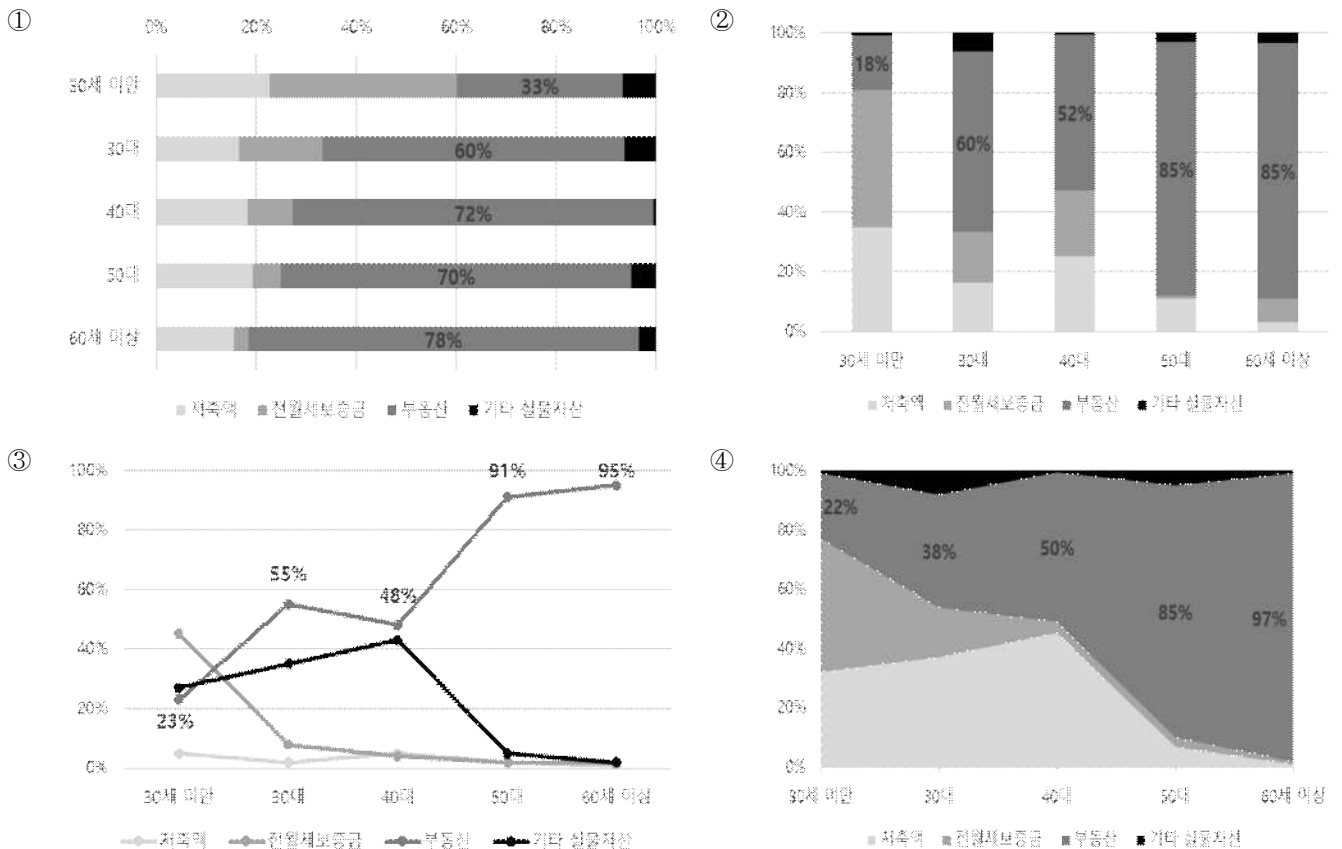 ①
0% 20% 40% 60% 80% 100%
30세 미만 33%
30대 60%
40대 72%
50대 70%
60세 이상 78%
저축액 전월세보증금 부동산 기타 실물자산
②
100%
80%
60%
40%
20%
0%
18% 60% 52% 85% 85%
30세 미만 30대 40대 50대 60세 이상
저축액 전월세보증금 부동산 기타 실물자산
③
100%
80%
60%
40%
20%
0%
23% 55% 48% 91% 95%
30세 미만 30대 40대 50대 60세 이상
저축액 전월세보증금 부동산 기타 실물자산
④
100%
80%
60%
40%
20%
0%
22% 38% 50% 85% 97%
30세 미만 30대 40대 50대 60세 이상
저축액 전월세보증금 부동산 기타 실물자산